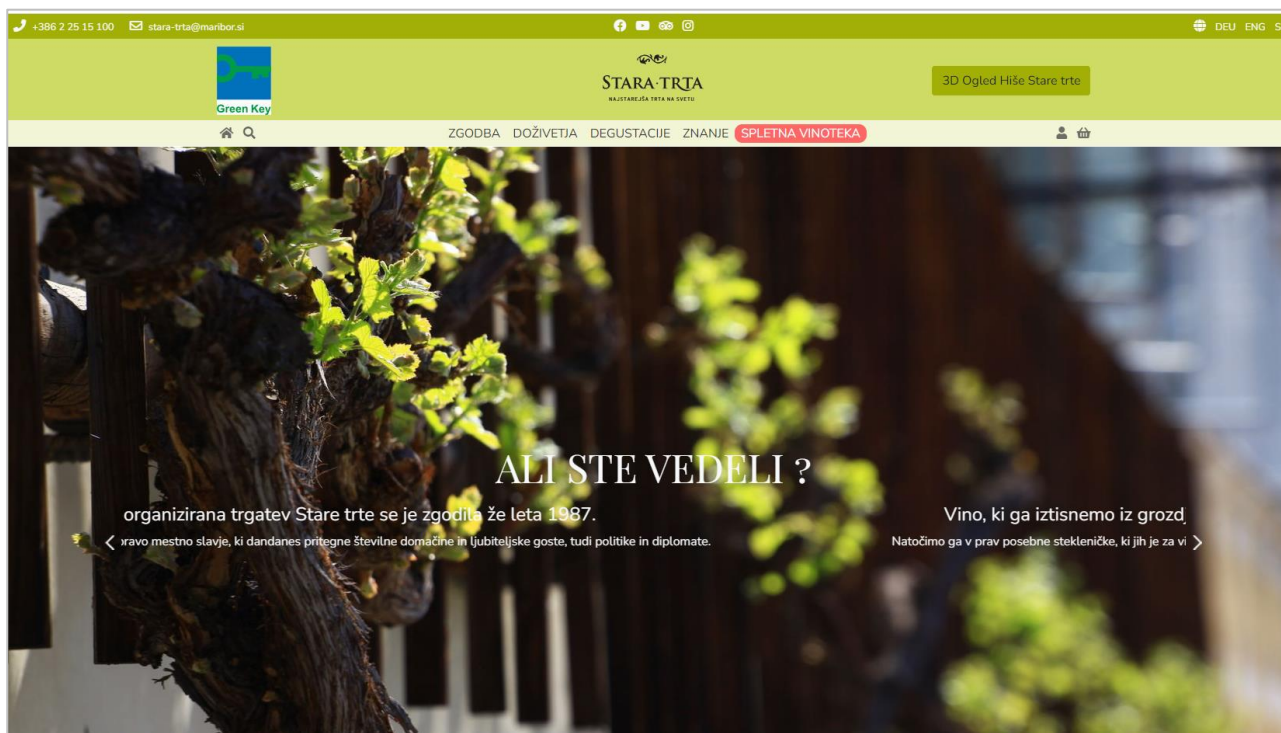 +386 2 25 15 100 stara-trta@maribor.si DEU ENG S
Green Key
STARA·TRTA
NAJSTAREJŠA TRTA NA SVETU
3D Ogled Hiše Stare trte
ZGODBA DOŽIVETJA DEGUSTACIJE ZNANJE SPLETNA VINOTEKA
ALI STE VEDELI ?
organizirana trgatev Stare trte se je zgodila že leta 1987. Vino, ki ga iztisnemo iz grozdj
pravo mestno slavje, ki dandanes pritegne številne domačine in ljubiteljske goste, tudi politike in diplomate. Natočimo ga v prav posebne stekleničke, ki jih je za vi